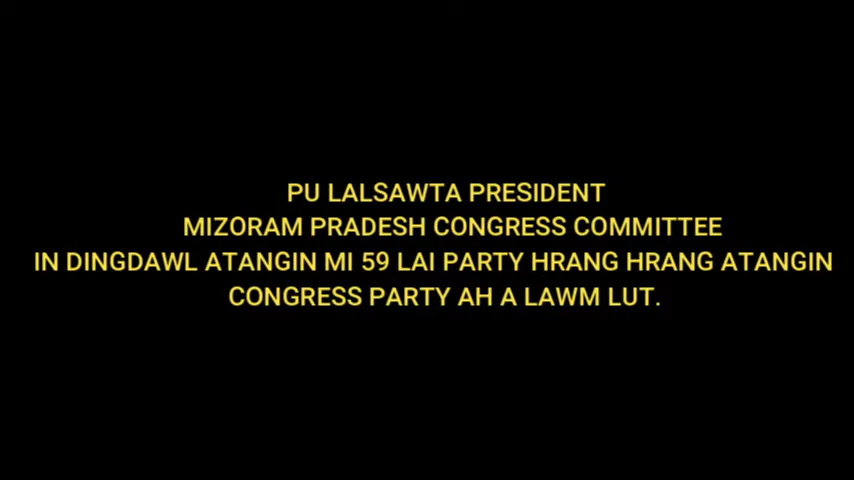 PU LALSAWTA PRESIDENT
MIZORAM PRADESH CONGRESS COMMITTEE
IN DINGDAWL ATANGIN MI 59 LAI PARTY HRANG HRANG ATANGIN
CONGRESS PARTY AH A LAWM LUT.